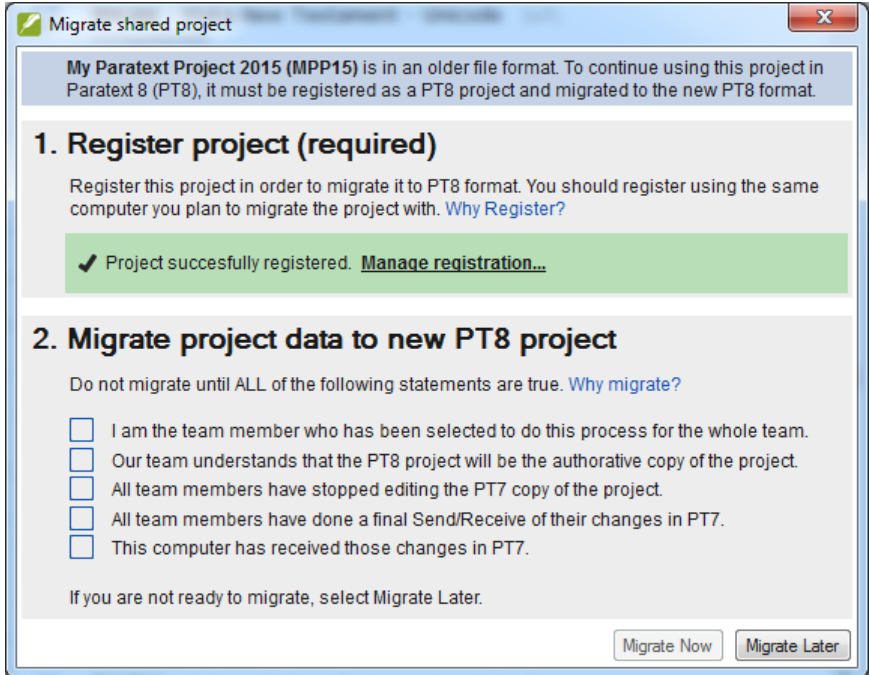 Migrate shared project
My Paratext Project 2015 (MPP15) is in an older file format. To continue using this project in
Paratext 8 (PT8), it must be registered as a PT8 project and migrated to the new PT8 format.
1. Register project (required)
Register this project in order to migrate it to PT8 format. You should register using the same
computer you plan to migrate the project with. Why Register?
Project succesfully registered. Manage registration...
2. Migrate project data to new PT8 project
Do not migrate until ALL of the following statements are true. Why migrate?
I am the team member who has been selected to do this process for the whole team.
Our team understands that the PT8 project will be the authorative copy of the project.
All team members have stopped editing the PT7 copy of the project.
All team members have done a final Send/Receive of their changes in PT7.
This computer has received those changes in PT7.
If you are not ready to migrate, select Migrate Later.
Migrate Now Migrate Later